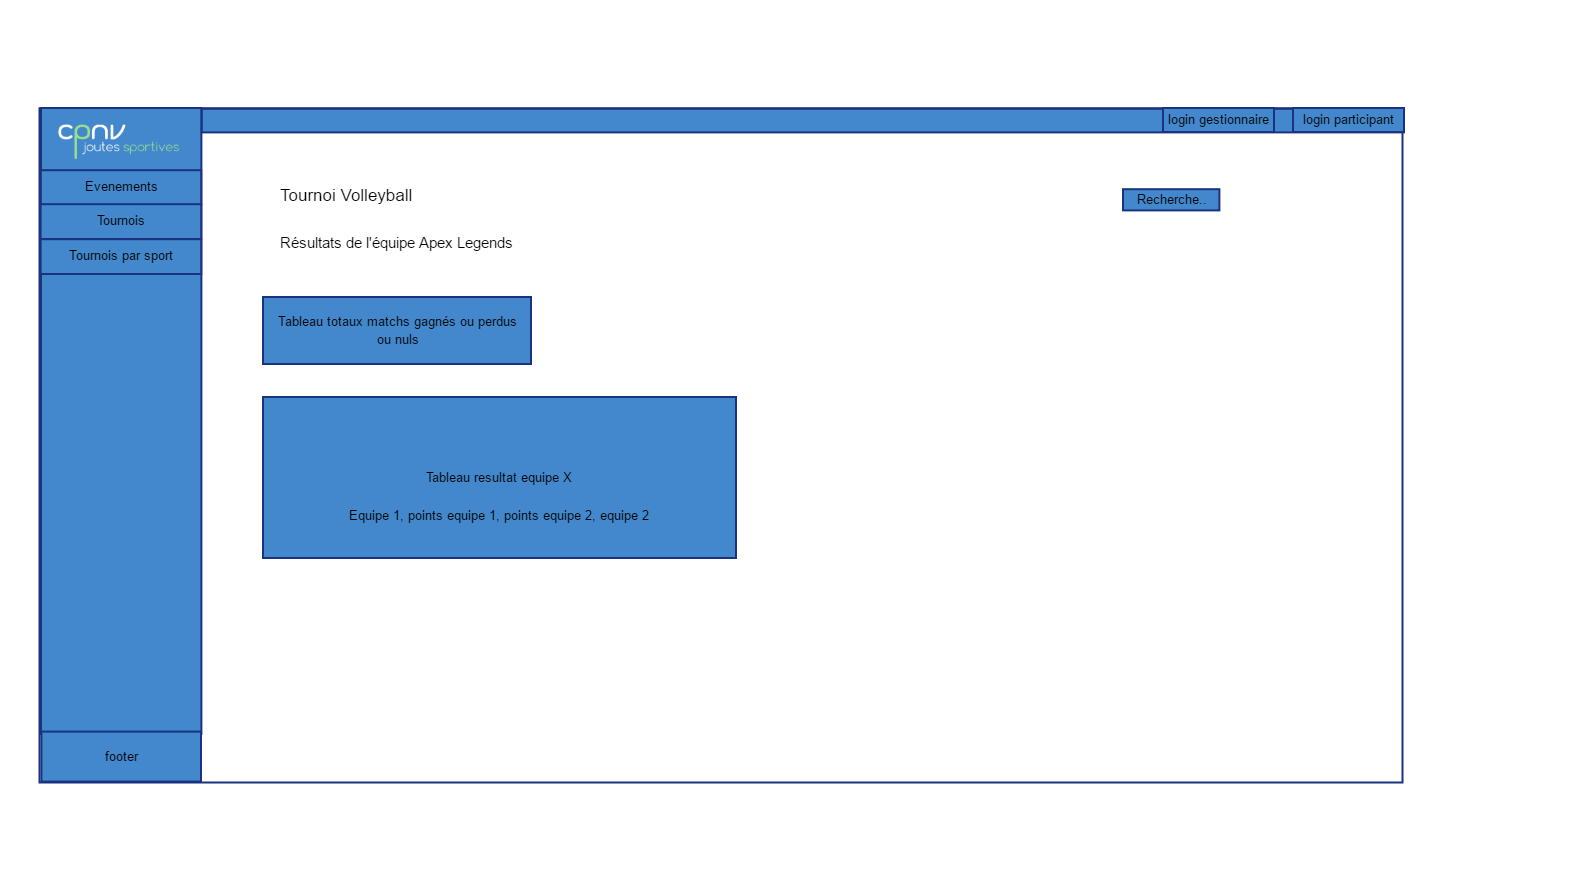 cpnv
joutes sportives
login gestionnaire
login participant
Evenements
Tournois
Tournois par sport
Tournoi Volleyball
Recherche..
Résultats de l'équipe Apex Legends
Tableau totaux matchs gagnés ou perdus
ou nuls
Tableau resultat equipe X
Equipe 1, points equipe 1, points equipe 2, equipe 2
footer